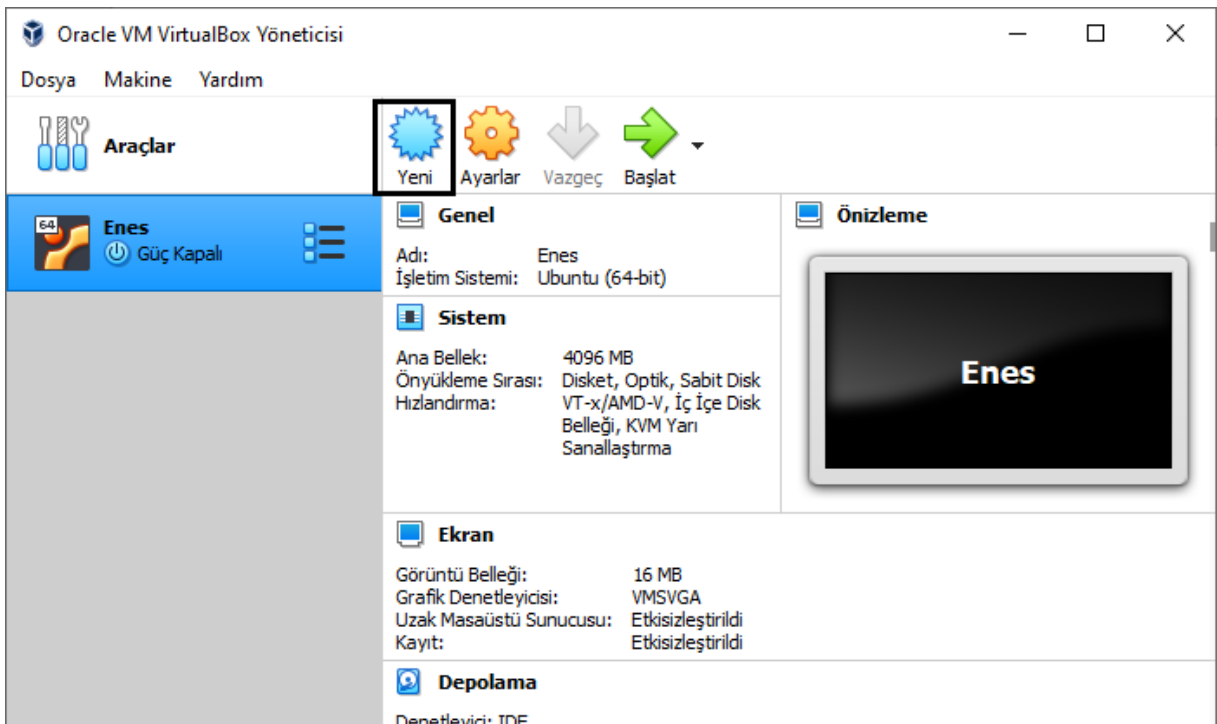 Oracle VM VirtualBox Yöneticisi
Dosya Makine Yardım
Araçlar
Yeni Ayarlar Vazgeç Başlat
64
Enes
Güç Kapalı
Genel
Adı: Enes
İşletim Sistemi: Ubuntu (64-bit)
Önizleme
Enes
Sistem
Ana Bellek: 4096 MB
Önyükleme Sırası: Disket, Optik, Sabit Disk
Hızlandırma: VT-x/AMD-V, İç İçe Disk
Belleği, KVM Yarı
Sanallaştırma
Ekran
Görüntü Belleği: 16 MB
Grafik Denetleyicisi: VMSVGA
Uzak Masaüstü Sunucusu: Etkisizleştirildi
Kayıt: Etkisizleştirildi
Depolama
Denetleyici: IDE